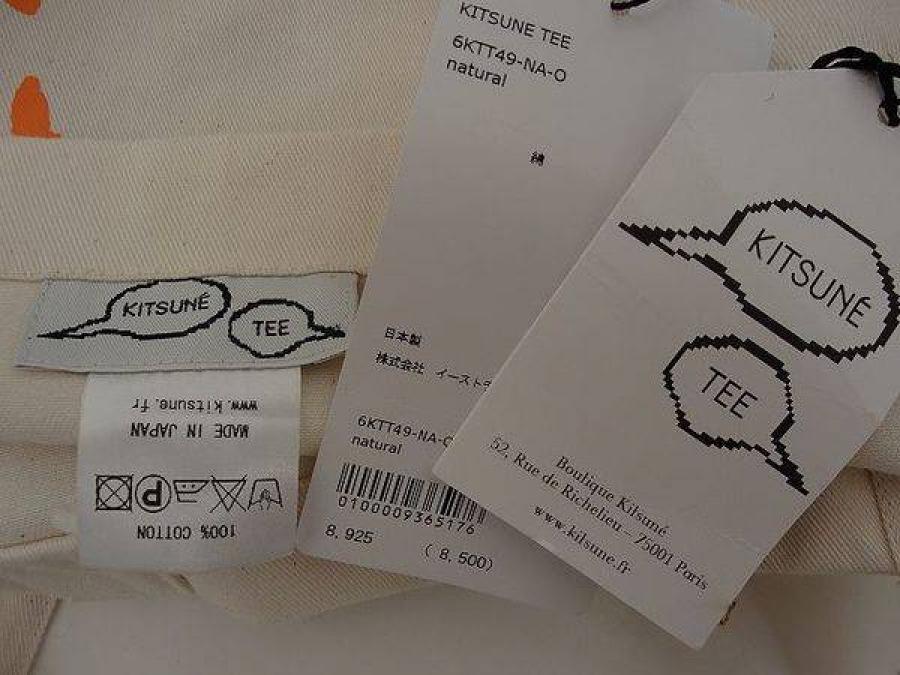 KITSUNE TEE
6KTT49-NA-O
natural
綿
日本製
株式会社 イースト
6KTT49-NA-
natural
0100009365176
8,925 (8,500)
KITSUNÉ
TEE
Boutique Kitsuné
52, Rue de Richelieu – 75001 Paris
www.kitsune.fr
KITSUNÉ
TEE
100% COTTON
MADE IN JAPAN
www.kitsune.fr